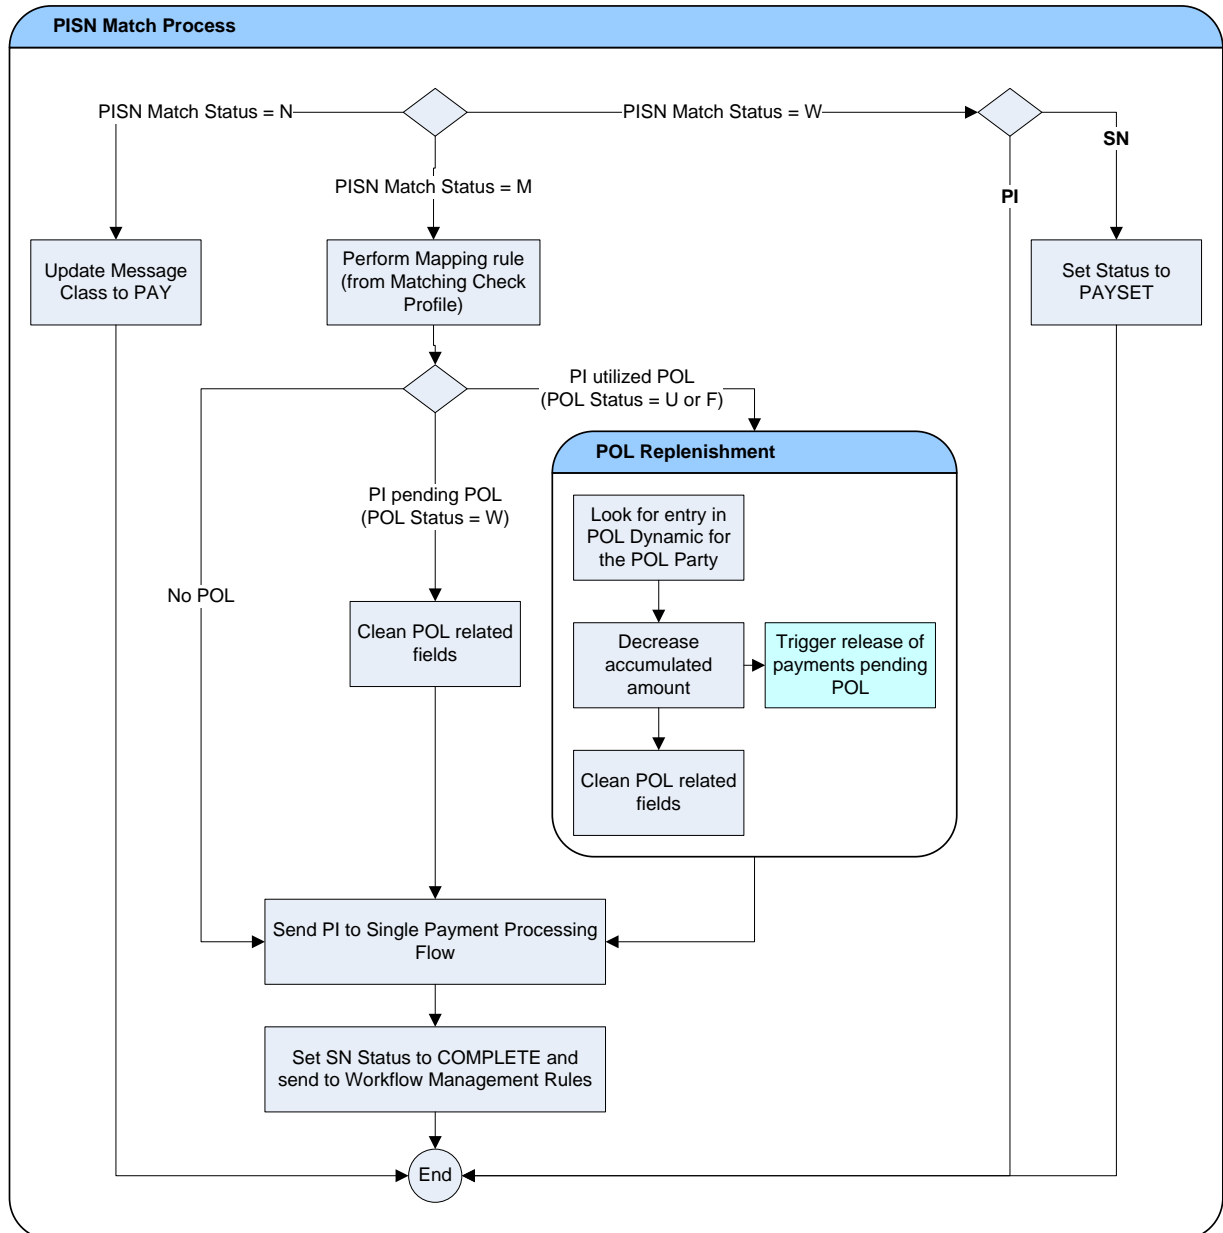 PISN Match Process
PISN Match Status = N
PISN Match Status = W
SN
PISN Match Status = M
PI
Update Message
Class to PAY
Perform Mapping rule
(from Matching Check
Profile)
Set Status to
PAYSET
PI utilized POL
(POL Status = U or F)
POL Replenishment
PI pending POL
(POL Status = W)
Look for entry in
POL Dynamic for
the POL Party
No POL
Clean POL related
fields
Decrease
accumulated
amount
Trigger release of
payments pending
POL
Clean POL related
fields
Send PI to Single Payment Processing
Flow
Set SN Status to COMPLETE and
send to Workflow Management Rules
End